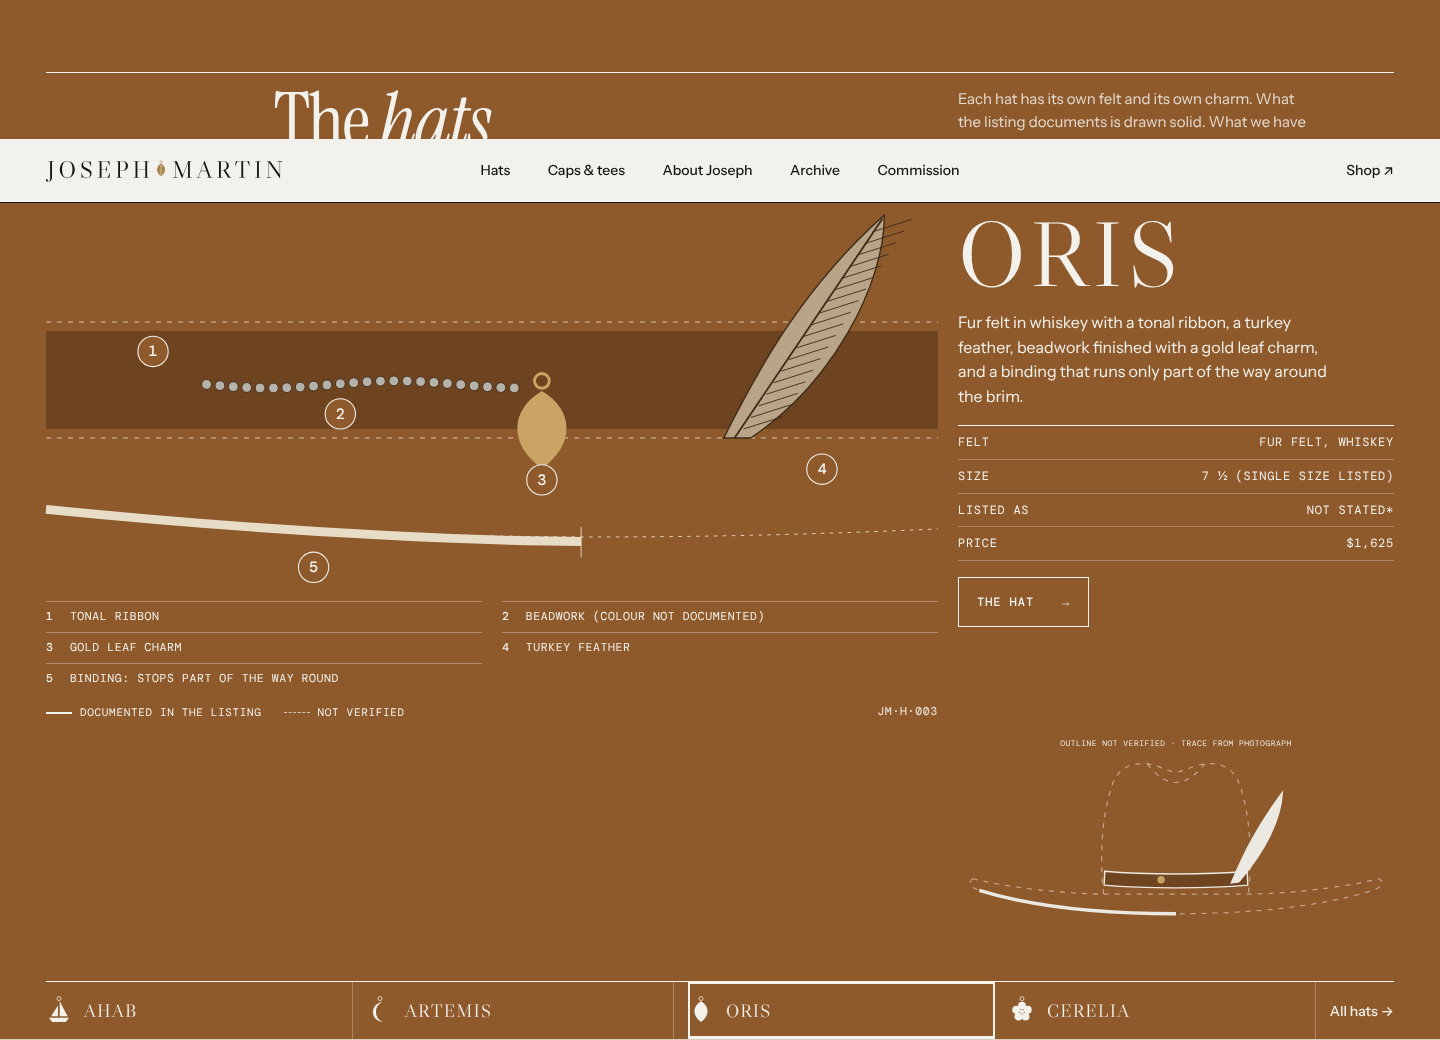 The hats
Each hat has its own felt and its own charm. What
the listing documents is drawn solid. What we have
JOSEPH MARTIN
Hats
Caps & tees
About Joseph
Archive
Commission
Shop ↗
ORIS
Fur felt in whiskey with a tonal ribbon, a turkey
feather, beadwork finished with a gold leaf charm,
and a binding that runs only part of the way around
the brim.
1
2
3
4
5
FELT FUR FELT, WHISKEY
SIZE 7 ½ (SINGLE SIZE LISTED)
LISTED AS NOT STATED*
PRICE $1,625
THE HAT →
1 TONAL RIBBON
2 BEADWORK (COLOUR NOT DOCUMENTED)
3 GOLD LEAF CHARM
4 TURKEY FEATHER
5 BINDING: STOPS PART OF THE WAY ROUND
DOCUMENTED IN THE LISTING
NOT VERIFIED
JM·H·003
OUTLINE NOT VERIFIED · TRACE FROM PHOTOGRAPH
AHAB
ARTEMIS
ORIS
CERELIA
All hats →